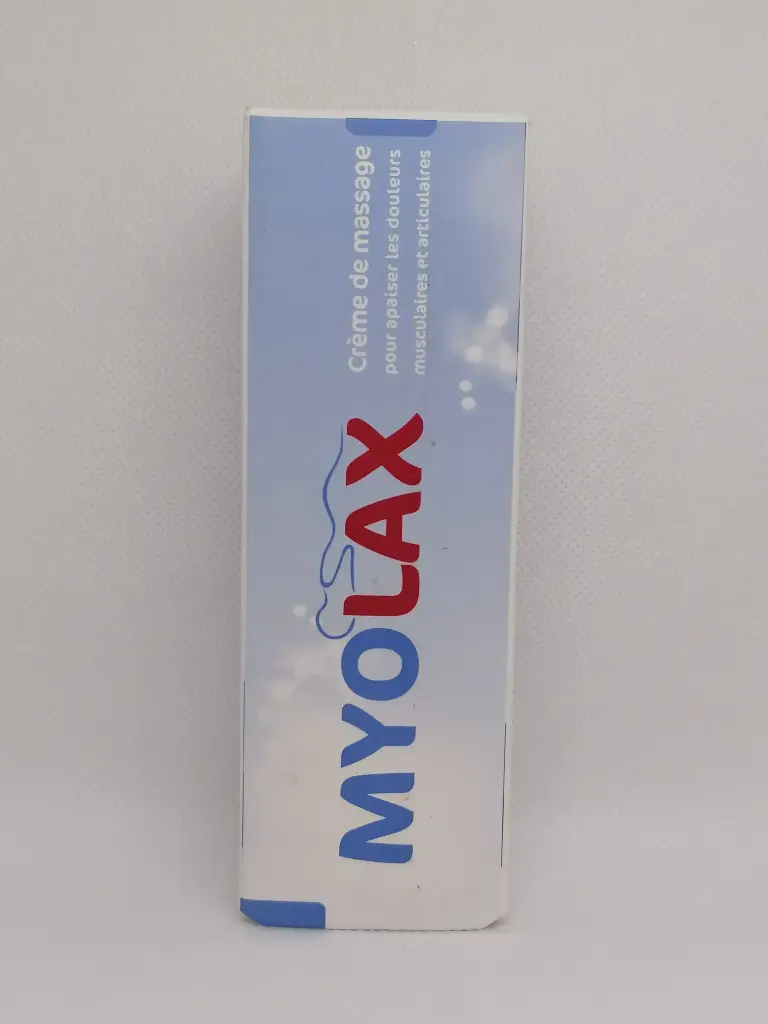 MYOLAX
Crème de massage
pour apaiser les douleurs
musculaires et articulaires